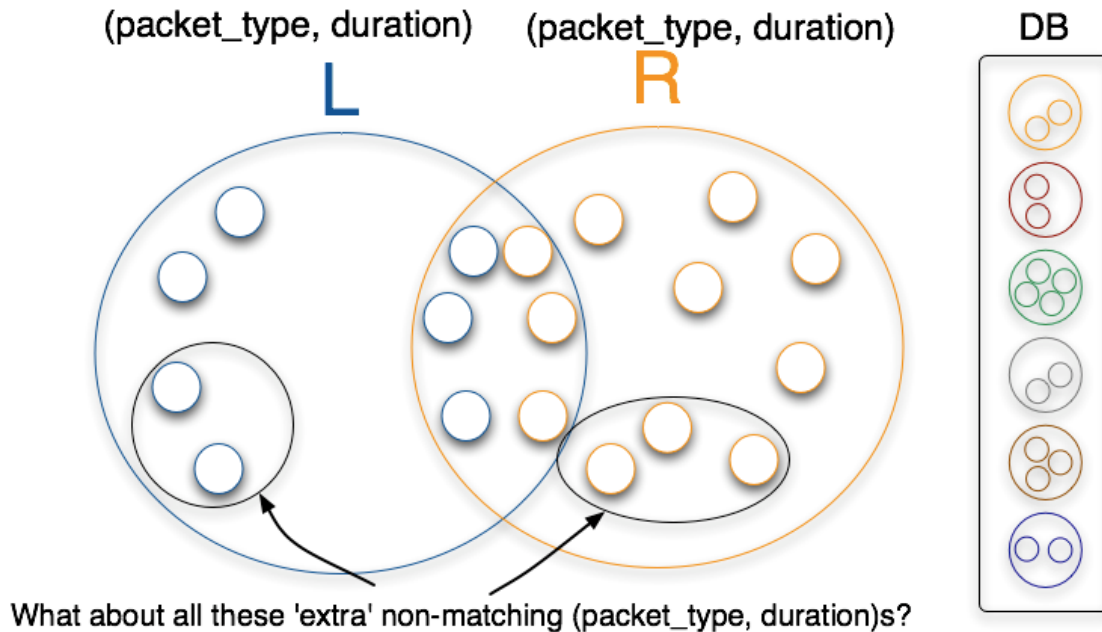 (packet_type, duration) (packet_type, duration) DB
L R
What about all these 'extra' non-matching (packet_type, duration)s?